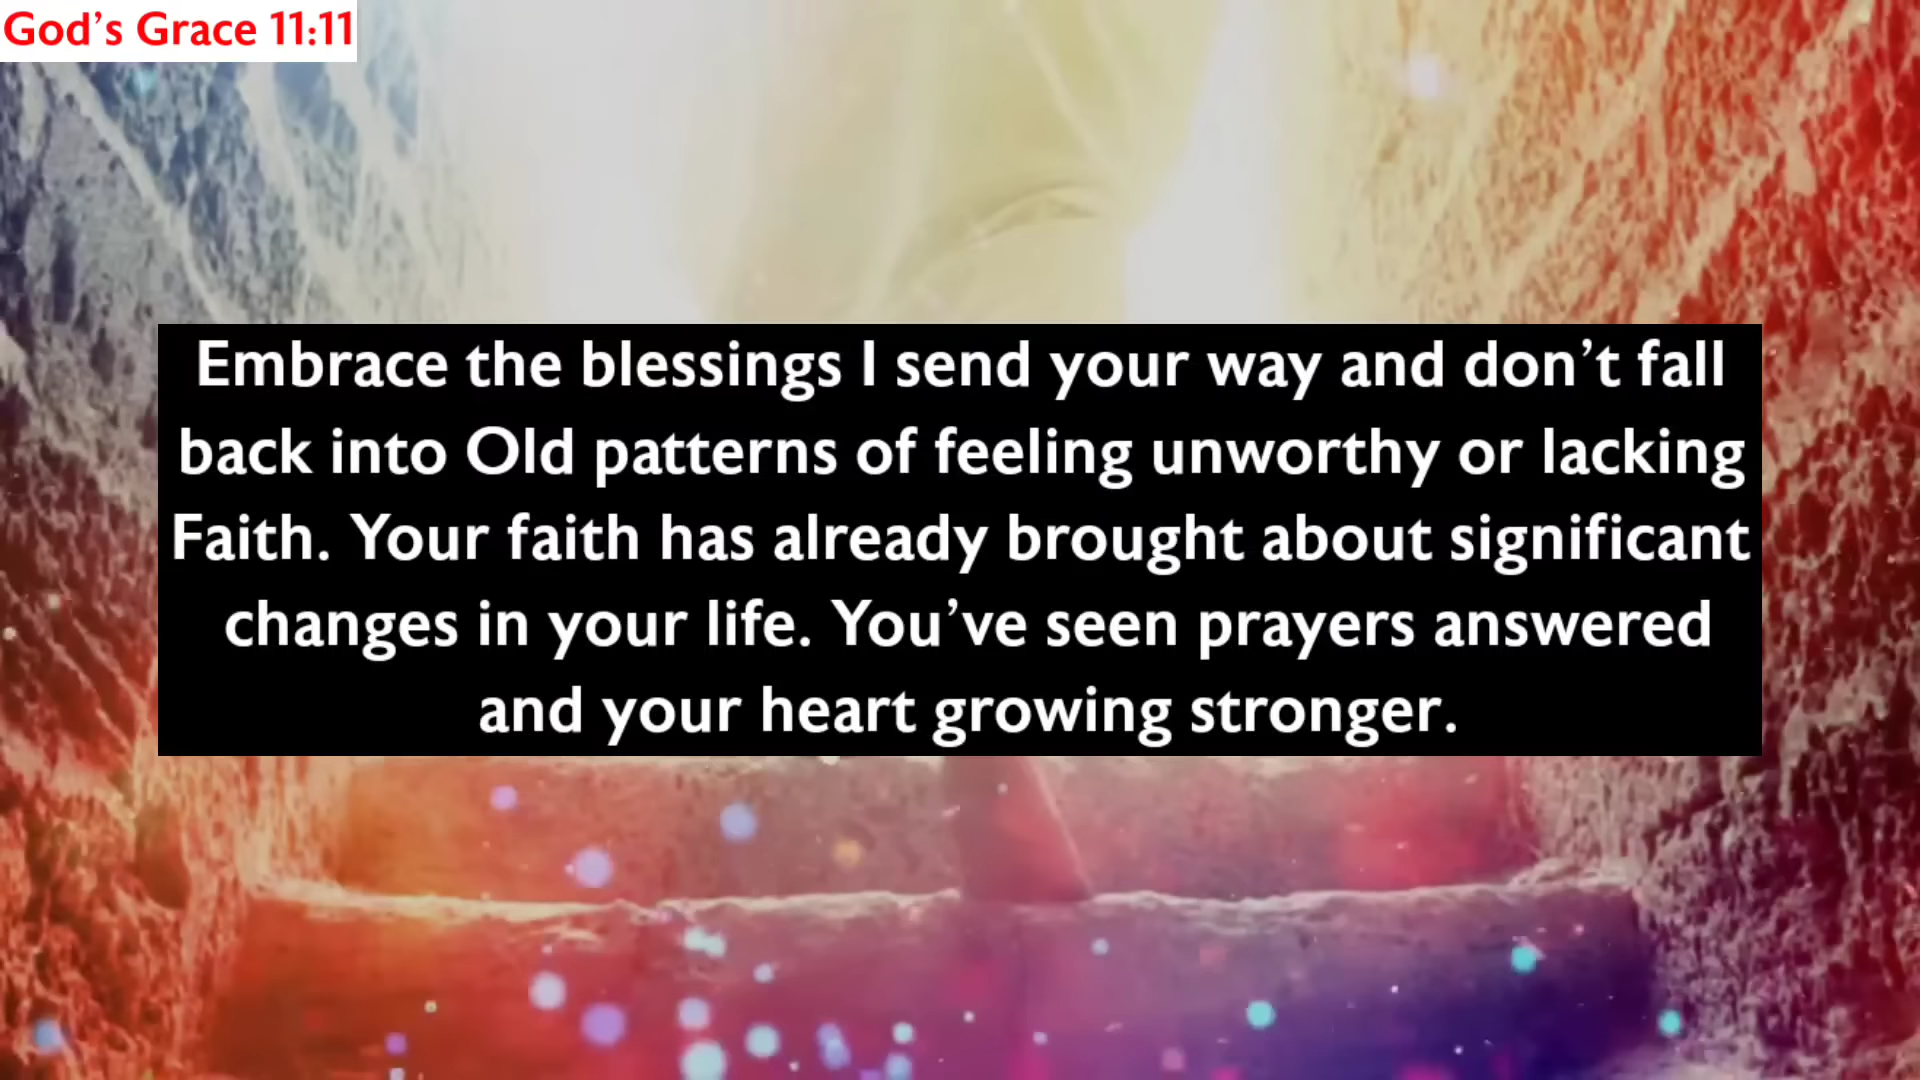 God’s Grace 11:11
Embrace the blessings I send your way and don’t fall
back into Old patterns of feeling unworthy or lacking
Faith. Your faith has already brought about significant
changes in your life. You’ve seen prayers answered
and your heart growing stronger.